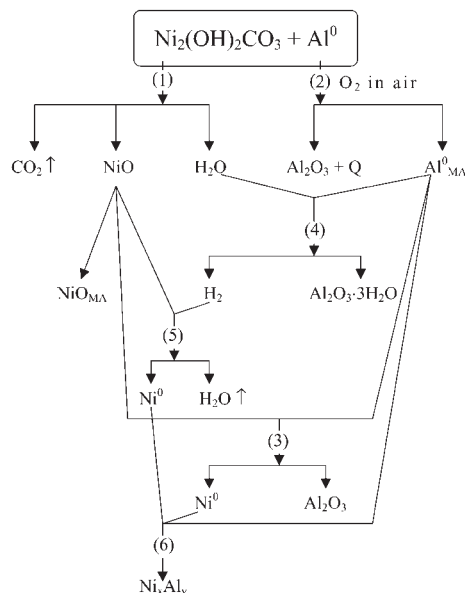 Ni₂(OH)₂CO₃ + Al⁰
(1) (2) O₂ in air
CO₂ ↑ NiO H₂O Al₂O₃ + Q Al⁰MA
(4)
NiOMA H₂ Al₂O₃·3H₂O
(5)
Ni⁰ H₂O ↑
(3)
Ni⁰ Al₂O₃
(6)
NiₓAlᵧ